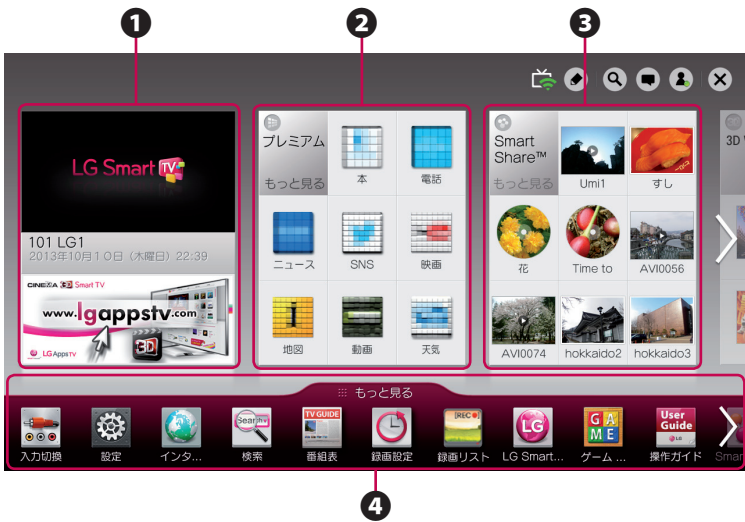 1
2
3
LG Smart TV
101 LG1
2013年10月10日 (木曜日) 22:39
CINEMA 3D Smart TV
www.lgappstv.com
3D
LG Apps TV
プレミアム
もっと見る
本
電話
ニュース
SNS
映画
地図
動画
天気
Smart
Share™
もっと見る
Umi1
すし
花
Time to
AVI0056
AVI0074
hokkaido2
hokkaido3
3D
もっと見る
Search
TV GUIDE
REC
LG
GAME
User
Guide
LG
入力切換
設定
インタ...
検索
番組表
録画設定
録画リスト
LG Smart...
ゲーム ...
操作ガイド
Smar
4